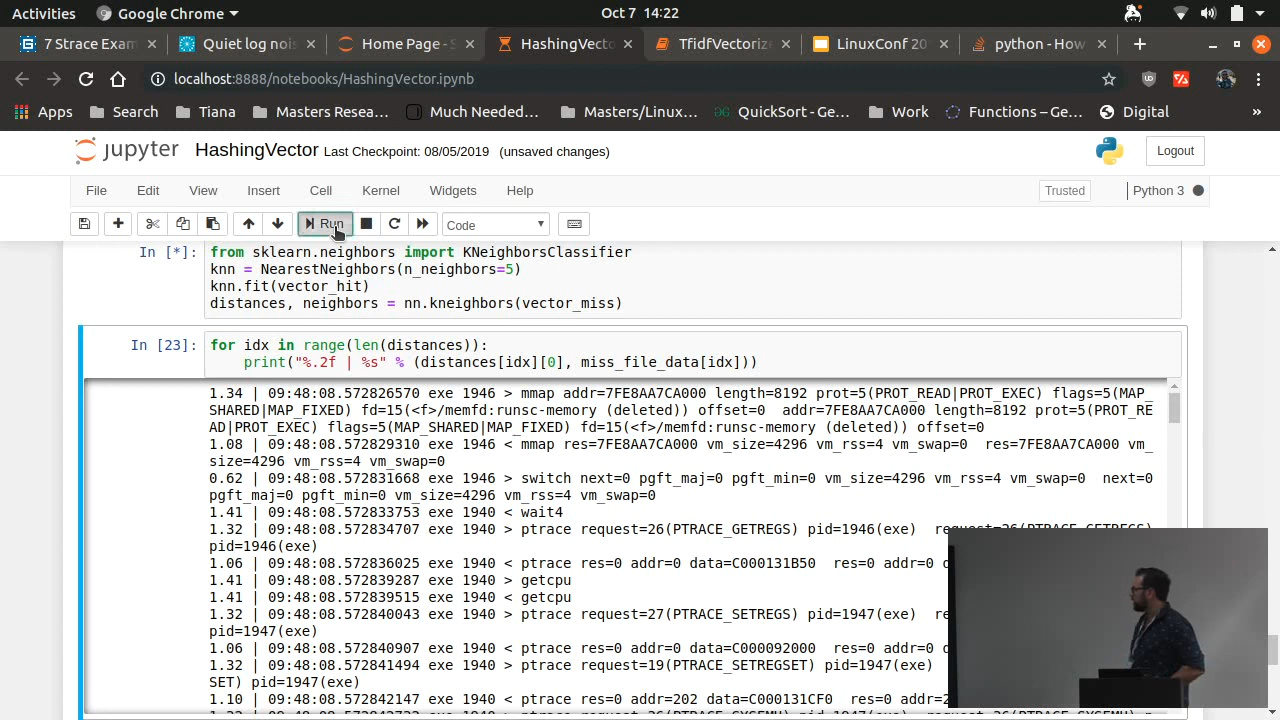 Activities Google Chrome Oct 7 14:22
7 Strace Exam Quiet log nois Home Page - S HashingVecto TfidfVectorize LinuxConf 20 python - How
localhost:8888/notebooks/HashingVector.ipynb
Apps Search Tiana Masters Resea... Much Needed... Masters/Linux... QuickSort - Ge... Work Functions – Ge... Digital »
jupyter HashingVector Last Checkpoint: 08/05/2019 (unsaved changes) Logout
File Edit View Insert Cell Kernel Widgets Help Trusted Python 3
Run Code
In [*]: from sklearn.neighbors import KNeighborsClassifier
knn = NearestNeighbors(n_neighbors=5)
knn.fit(vector_hit)
distances, neighbors = nn.kneighbors(vector_miss)
In [23]: for idx in range(len(distances)):
print("%.2f | %s" % (distances[idx][0], miss_file_data[idx]))
1.34 | 09:48:08.572826570 exe 1946 > mmap addr=7FE8AA7CA000 length=8192 prot=5(PROT_READ|PROT_EXEC) flags=5(MAP_
SHARED|MAP_FIXED) fd=15(<f>/memfd:runsc-memory (deleted)) offset=0 addr=7FE8AA7CA000 length=8192 prot=5(PROT_RE
AD|PROT_EXEC) flags=5(MAP_SHARED|MAP_FIXED) fd=15(<f>/memfd:runsc-memory (deleted)) offset=0
1.08 | 09:48:08.572829310 exe 1946 < mmap res=7FE8AA7CA000 vm_size=4296 vm_rss=4 vm_swap=0 res=7FE8AA7CA000 vm_
size=4296 vm_rss=4 vm_swap=0
0.62 | 09:48:08.572831668 exe 1946 > switch next=0 pgft_maj=0 pgft_min=0 vm_size=4296 vm_rss=4 vm_swap=0 next=0
pgft_maj=0 pgft_min=0 vm_size=4296 vm_rss=4 vm_swap=0
1.41 | 09:48:08.572833753 exe 1940 < wait4
1.32 | 09:48:08.572834707 exe 1940 > ptrace request=26(PTRACE_GETREGS) pid=1946(exe) request=26(PTRACE_GETREGS)
pid=1946(exe)
1.06 | 09:48:08.572836025 exe 1940 < ptrace res=0 addr=0 data=C000131B50 res=0 addr=0
1.41 | 09:48:08.572839287 exe 1940 > getcpu
1.41 | 09:48:08.572839515 exe 1940 < getcpu
1.32 | 09:48:08.572840043 exe 1940 > ptrace request=27(PTRACE_SETREGS) pid=1947(exe)
pid=1947(exe)
1.06 | 09:48:08.572840907 exe 1940 < ptrace res=0 addr=0 data=C000092000 res=0 addr=0
1.32 | 09:48:08.572841494 exe 1940 > ptrace request=19(PTRACE_SETREGSET) pid=1947(exe)
SET) pid=1947(exe)
1.10 | 09:48:08.572842147 exe 1940 < ptrace res=0 addr=202 data=C000131CF0 res=0